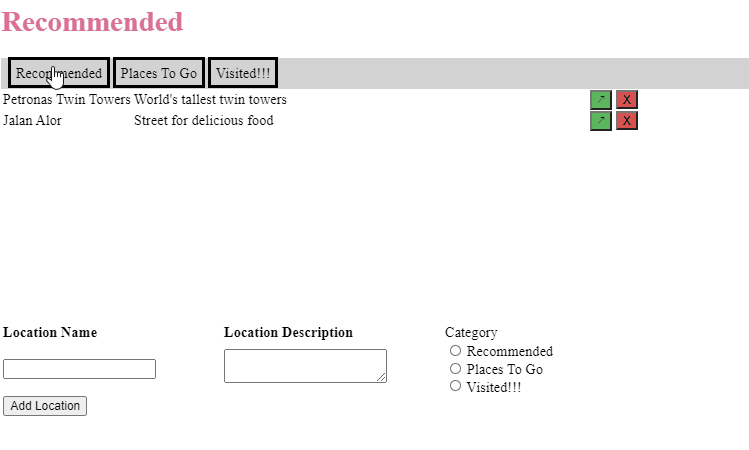 Recommended
Recommended Places To Go Visited!!!
Petronas Twin Towers World's tallest twin towers ↗ X
Jalan Alor Street for delicious food ↗ X
Location Name Location Description Category
Recommended
Places To Go
Visited!!!
Add Location